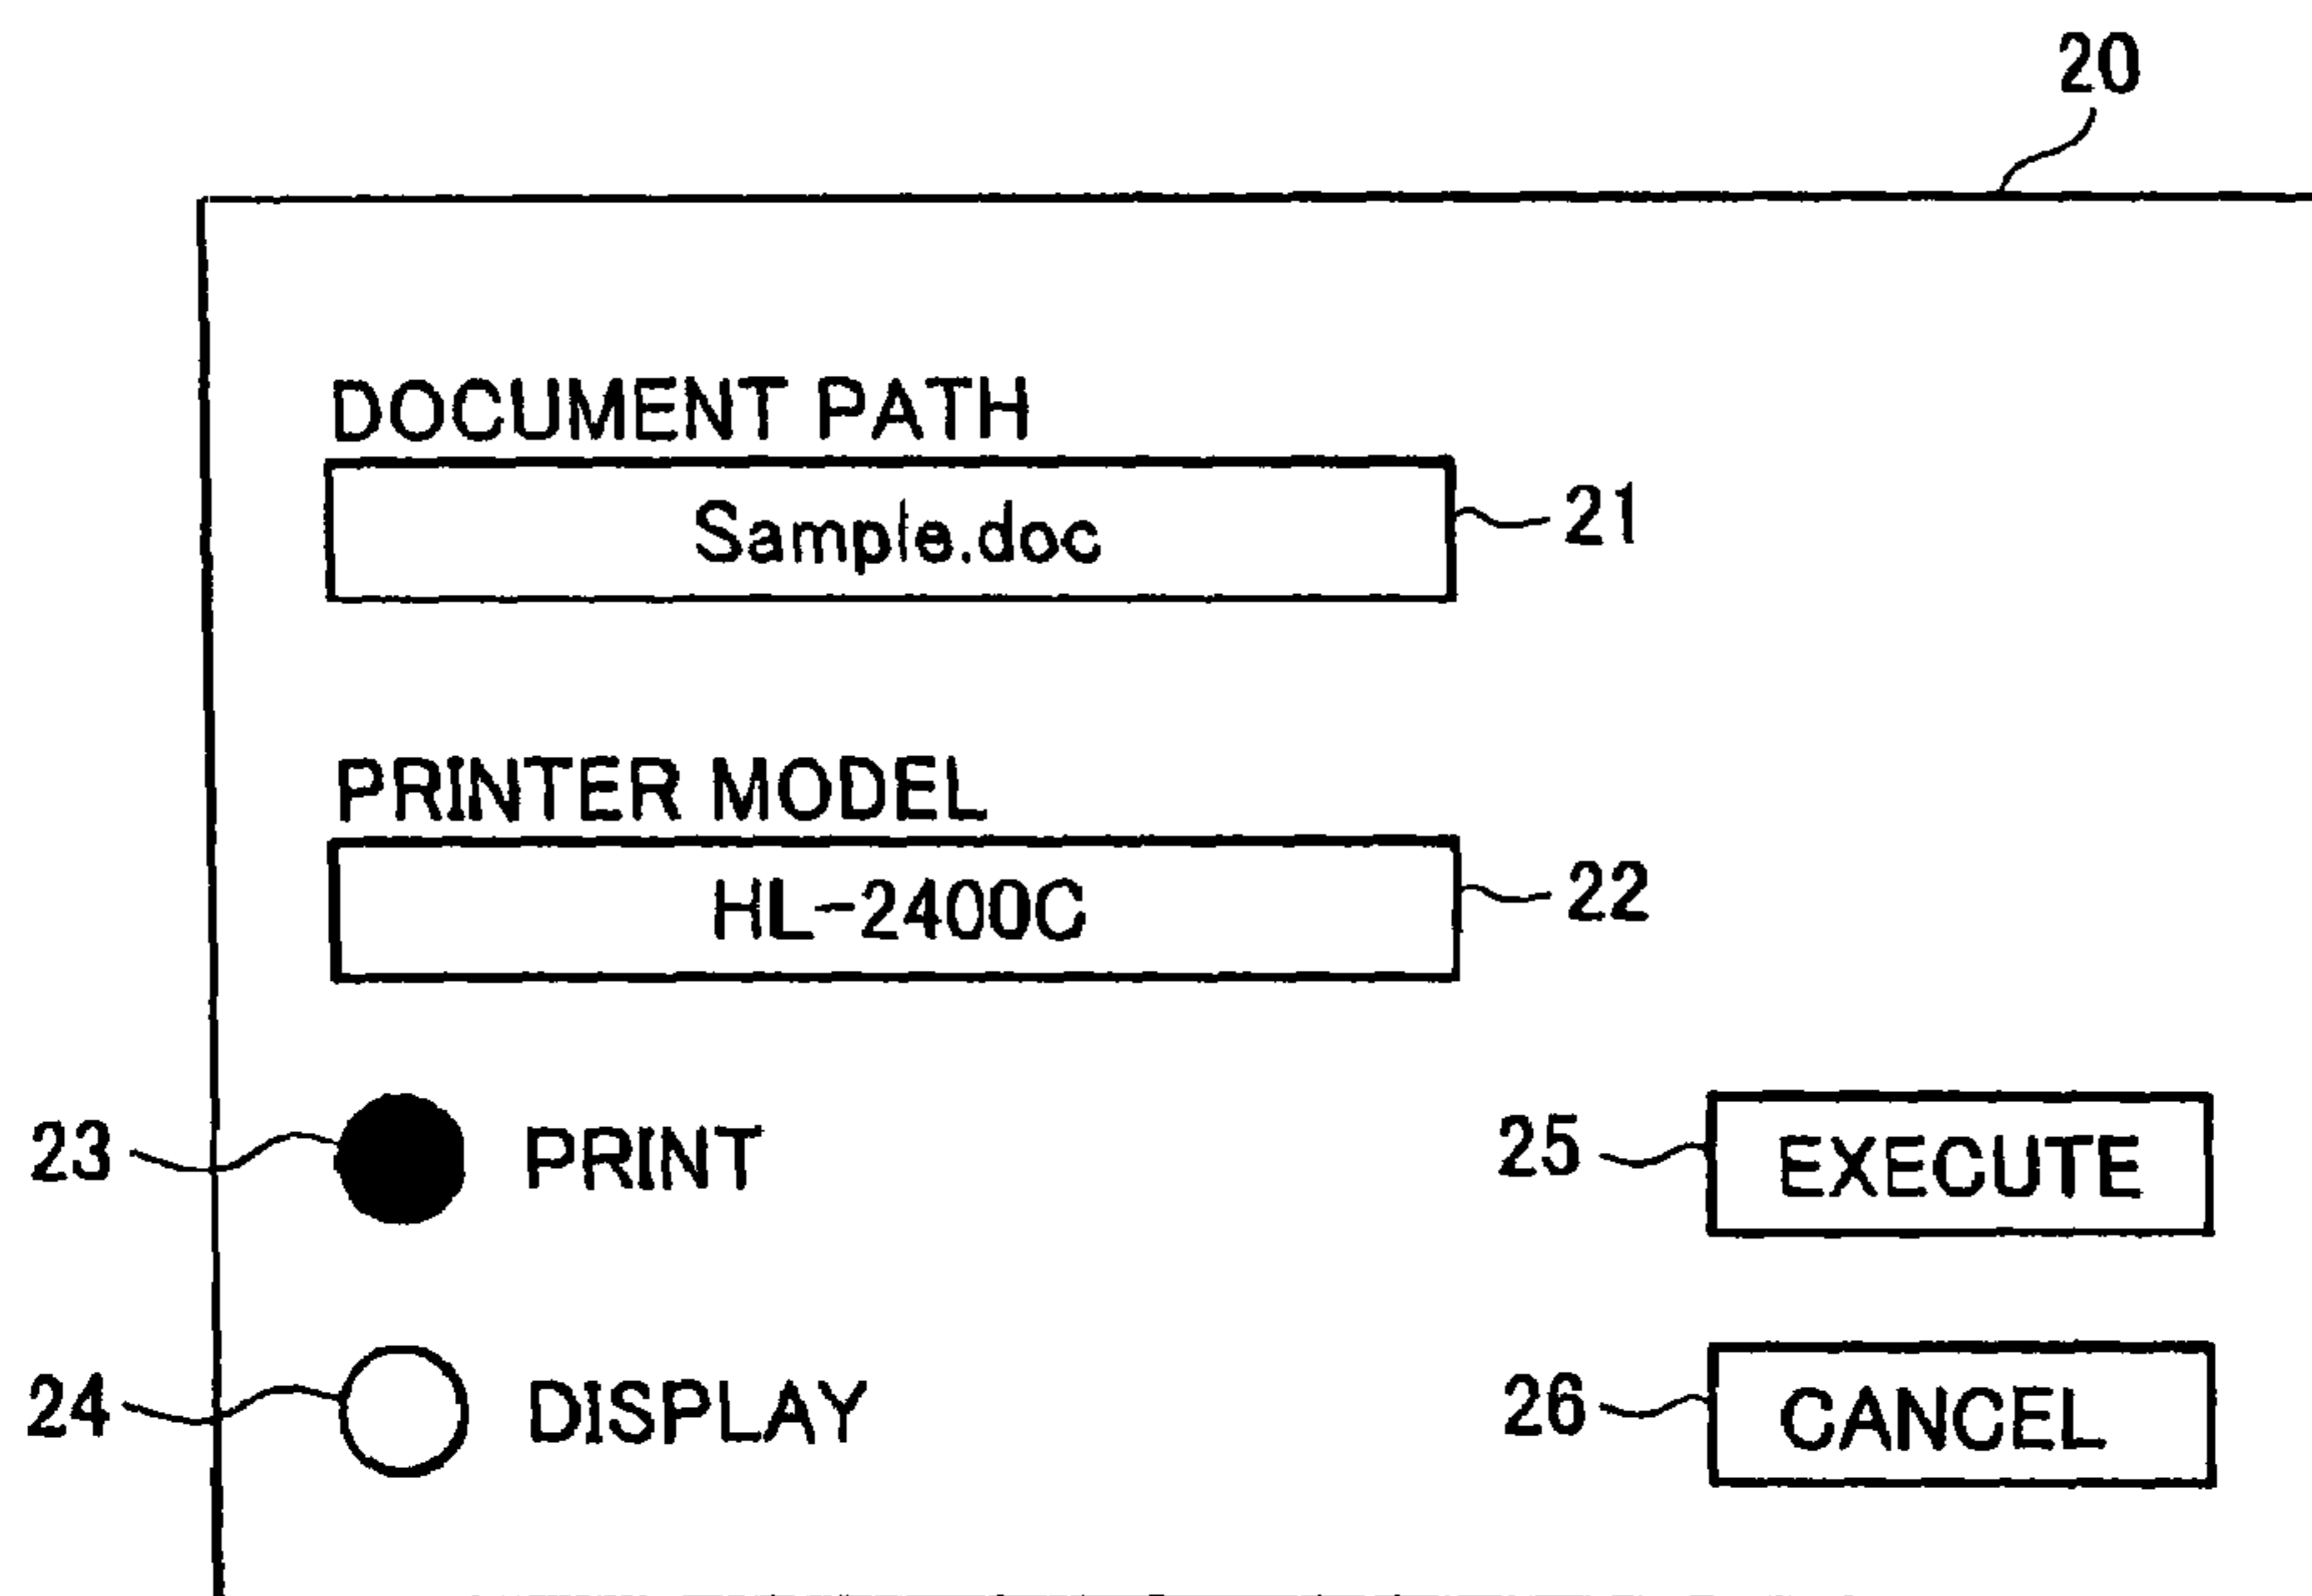 20
DOCUMENT PATH
Sample.doc 21
PRINTER MODEL
HL-2400C 22
23 PRINT 25 EXECUTE
24 DISPLAY 26 CANCEL